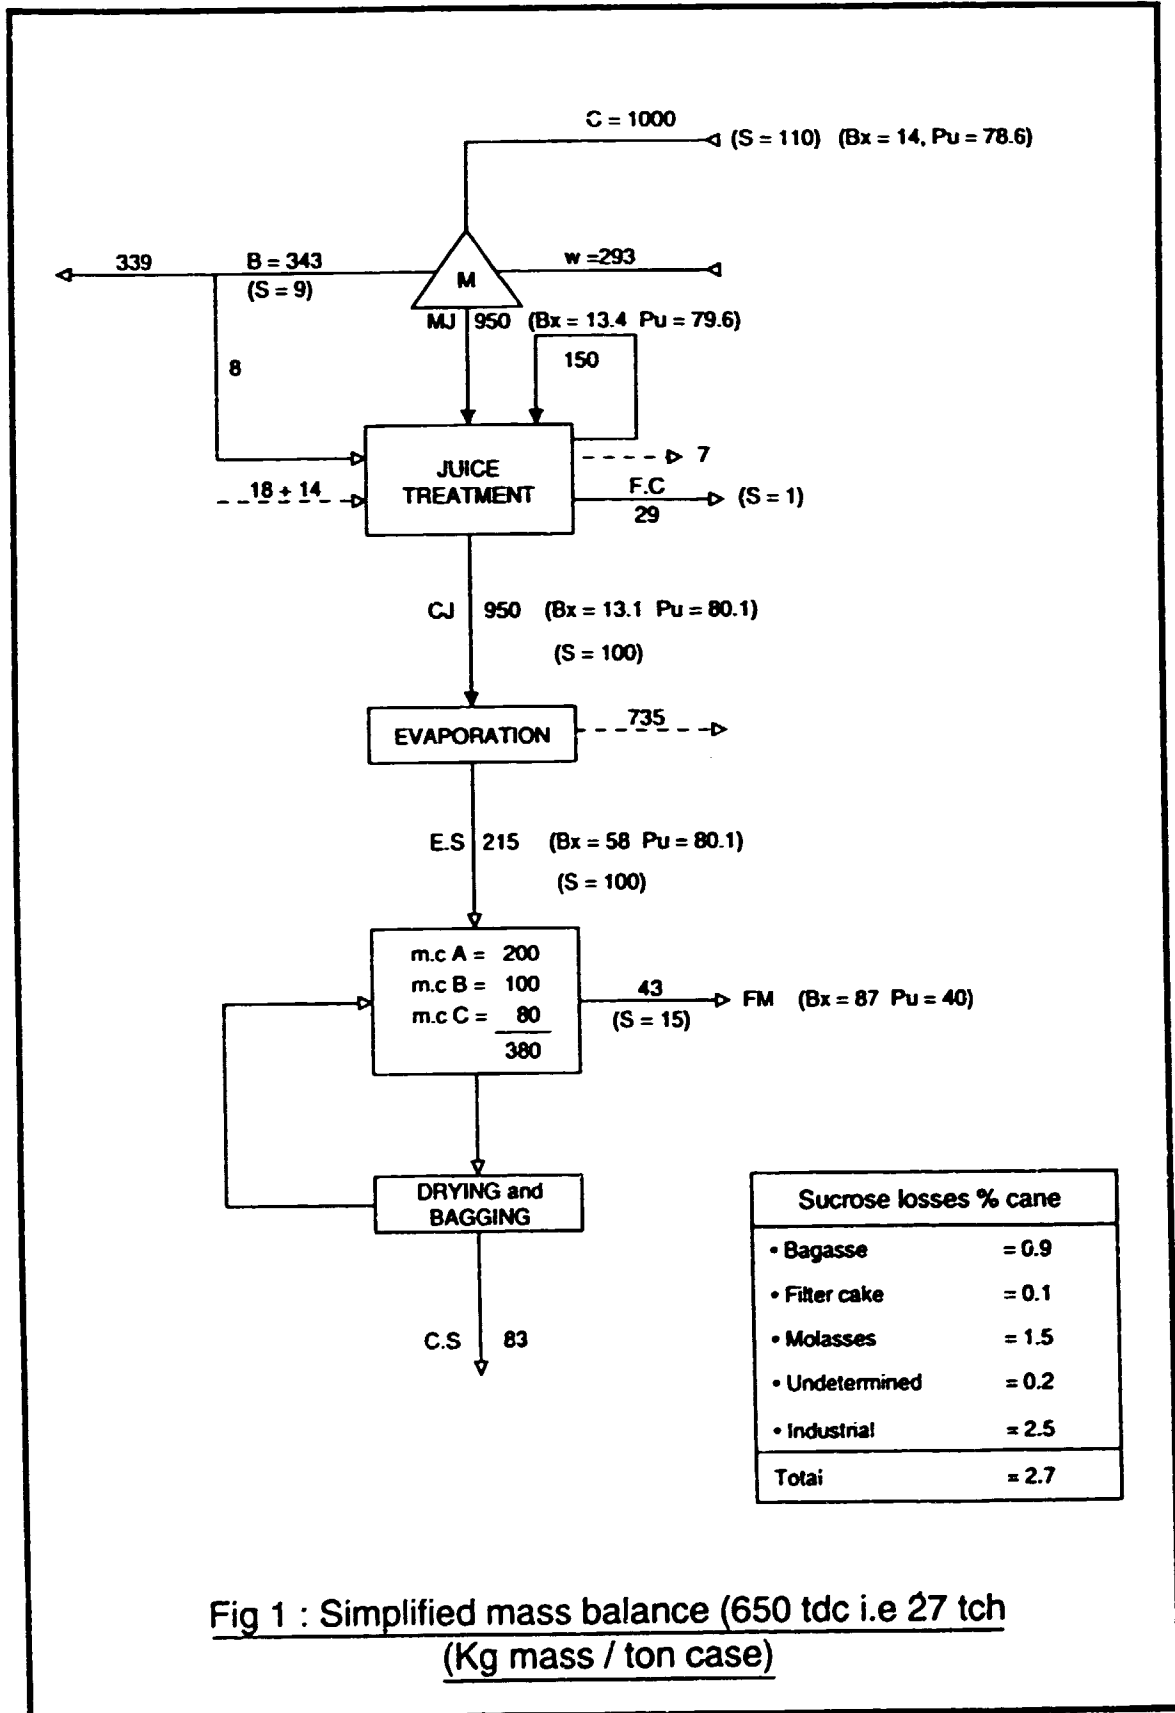 C = 1000
(S = 110) (Bx = 14, Pu = 78.6)
339
B = 343
(S = 9)
M
w =293
MJ 950 (Bx = 13.4 Pu = 79.6)
150
8
JUICE
TREATMENT
7
18 + 14
F.C
29
(S = 1)
CJ 950 (Bx = 13.1 Pu = 80.1)
(S = 100)
EVAPORATION
735
E.S 215 (Bx = 58 Pu = 80.1)
(S = 100)
m.c A = 200
m.c B = 100
m.c C = 80
380
43
(S = 15)
FM (Bx = 87 Pu = 40)
DRYING and
BAGGING
C.S 83
Sucrose losses % cane
• Bagasse = 0.9
• Filter cake = 0.1
• Molasses = 1.5
• Undetermined = 0.2
• Industrial = 2.5
Total = 2.7
Fig 1 : Simplified mass balance (650 tdc i.e 27 tch
(Kg mass / ton case)